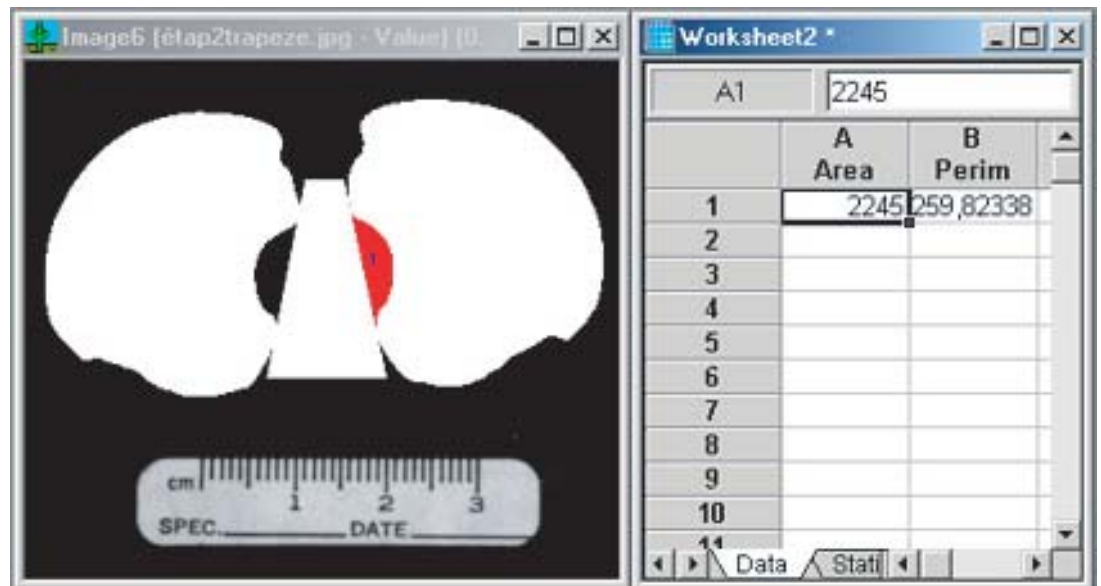 Image6 (étap2trapeze.jpg - Value) (0.
1
cm
1 2 3
SPEC. DATE
Worksheet2 *
A1 2245
A B
Area Perim
1 2245 259,82338
2
3
4
5
6
7
8
9
10
11
Data Stati